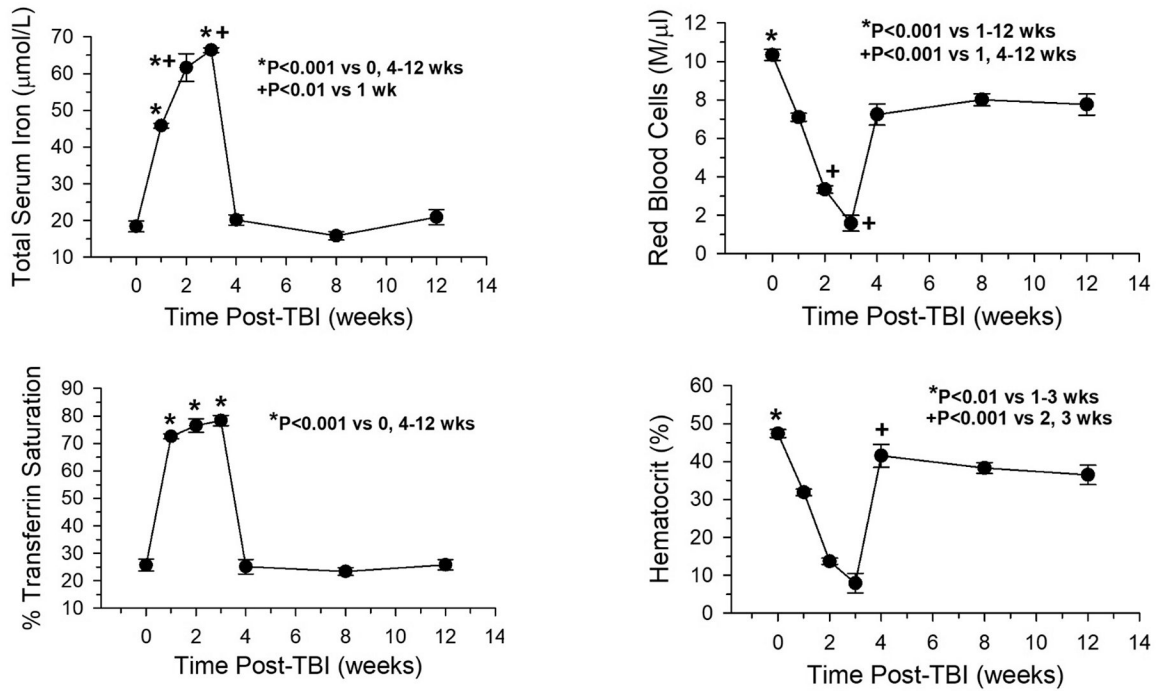 Total Serum Iron (μmol/L)
70
60
50
40
30
20
10
*
*+
*+
*P<0.001 vs 0, 4-12 wks
+P<0.01 vs 1 wk
0 2 4 6 8 10 12 14
Time Post-TBI (weeks)
Red Blood Cells (M/μl)
12
10
8
6
4
2
0
*
+
+
*P<0.001 vs 1-12 wks
+P<0.001 vs 1, 4-12 wks
0 2 4 6 8 10 12 14
Time Post-TBI (weeks)
% Transferrin Saturation
90
80
70
60
50
40
30
20
10
* * *
*P<0.001 vs 0, 4-12 wks
0 2 4 6 8 10 12 14
Time Post-TBI (weeks)
Hematocrit (%)
60
50
40
30
20
10
0
*
+
*P<0.01 vs 1-3 wks
+P<0.001 vs 2, 3 wks
0 2 4 6 8 10 12 14
Time Post-TBI (weeks)